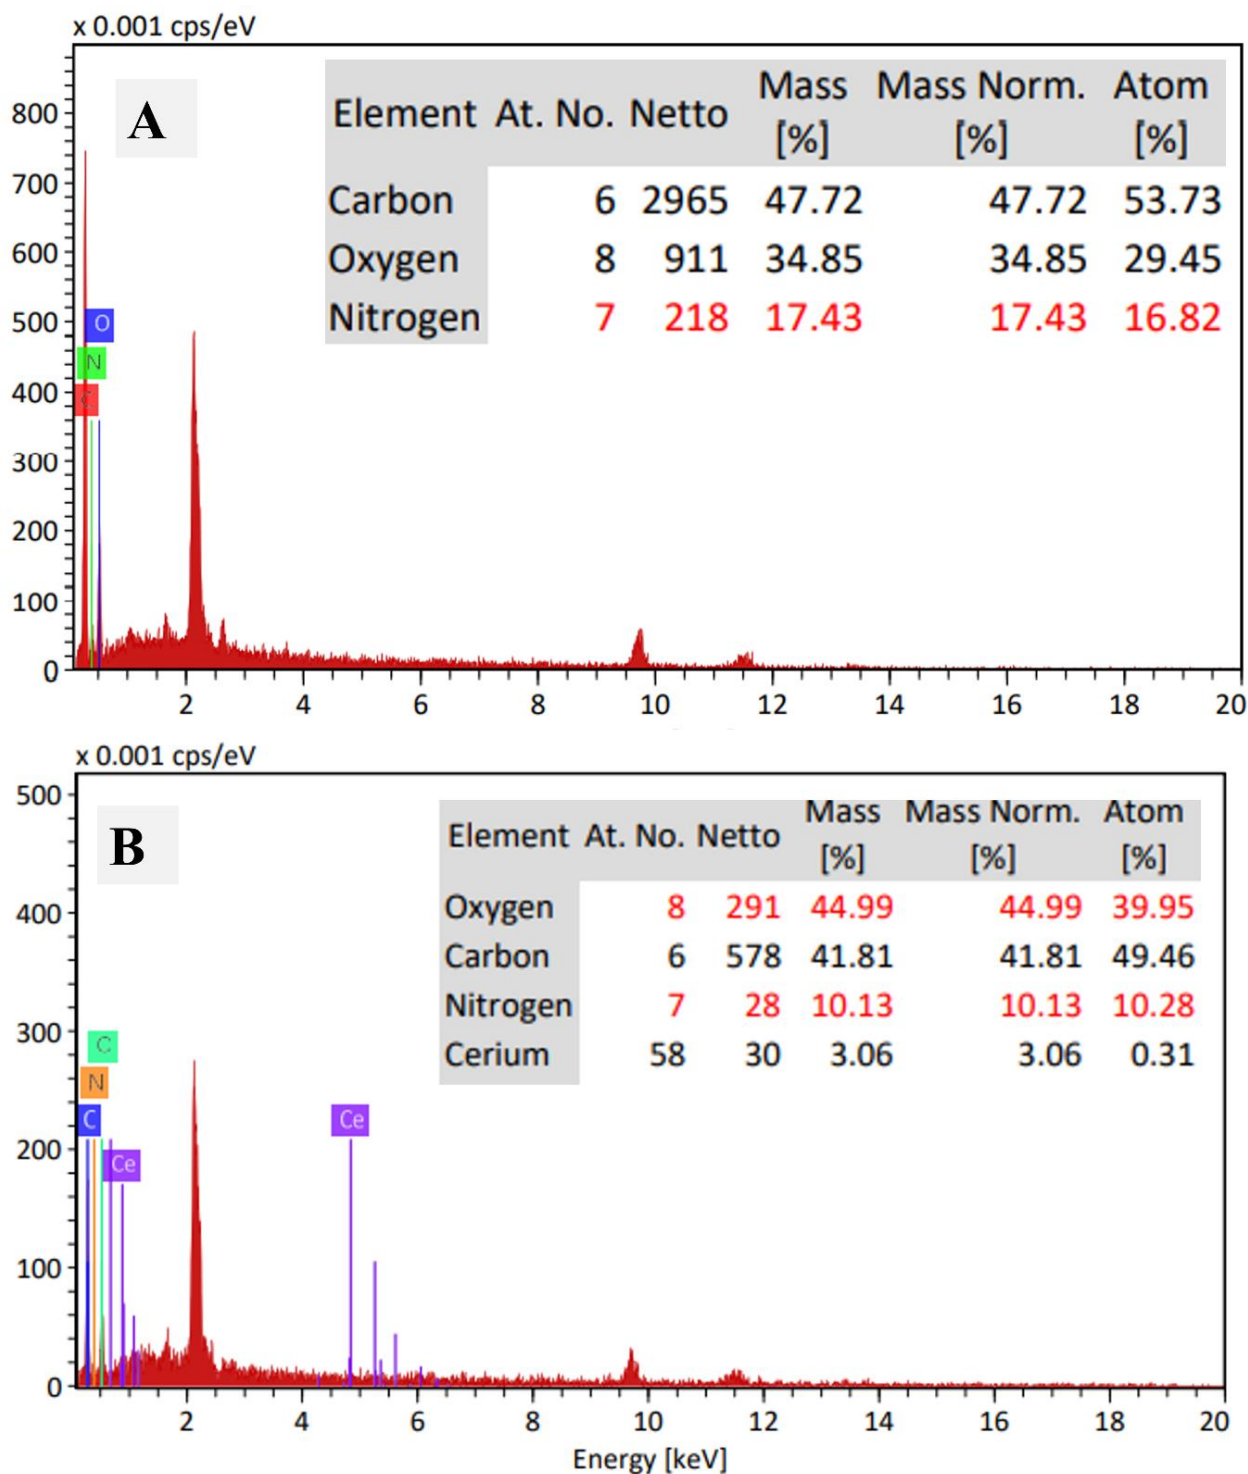 x 0.001 cps/eV
A
Element At. No. Netto Mass [%] Mass Norm. [%] Atom [%]
Carbon 6 2965 47.72 47.72 53.73
Oxygen 8 911 34.85 34.85 29.45
Nitrogen 7 218 17.43 17.43 16.82
800
700
600
500
400
300
200
100
0
O
N
C
2 4 6 8 10 12 14 16 18 20
x 0.001 cps/eV
B
Element At. No. Netto Mass [%] Mass Norm. [%] Atom [%]
Oxygen 8 291 44.99 44.99 39.95
Carbon 6 578 41.81 41.81 49.46
Nitrogen 7 28 10.13 10.13 10.28
Cerium 58 30 3.06 3.06 0.31
500
400
300
200
100
0
C
N
C
Ce
Ce
2 4 6 8 10 12 14 16 18 20
Energy [keV]